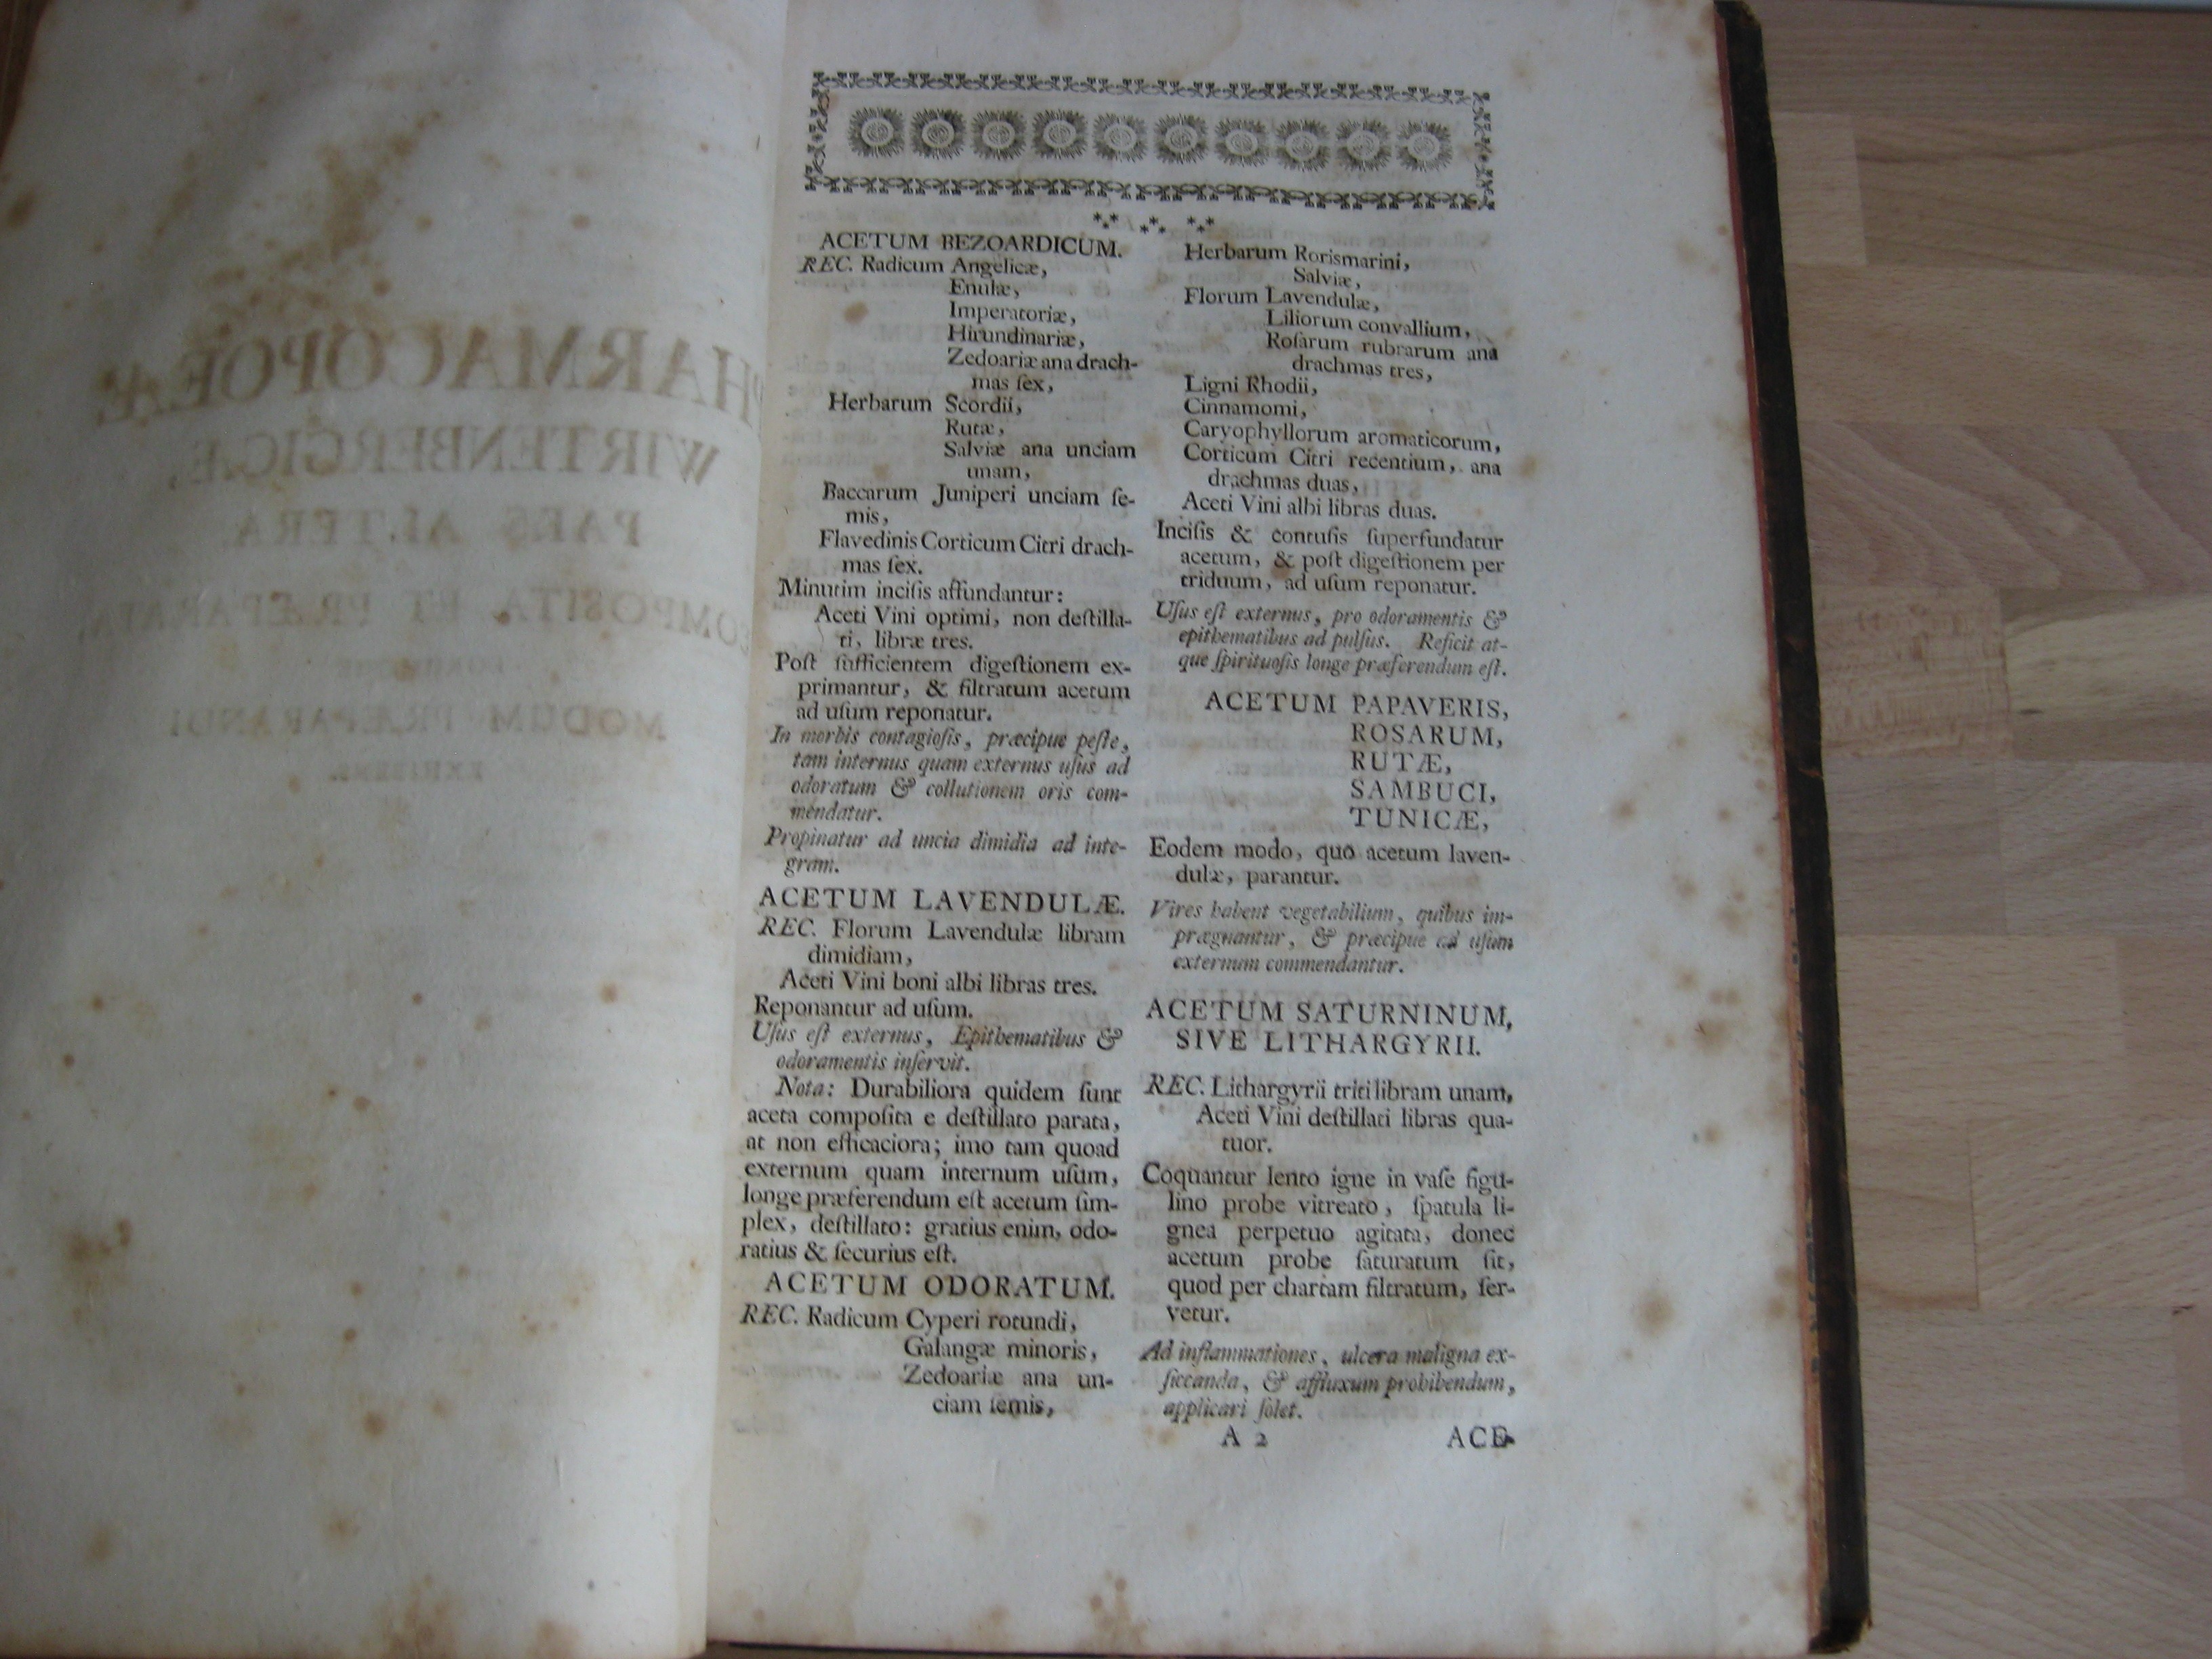 PHARMACOPOEÆ
WIRTENBERGICÆ,
PARS ALTERA
COMPOSITA ET PRÆPARATA,
MODUM PRÆPARANDI
EXHIBENS.
ACETUM BEZOARDICUM.
REC. Radicum Angelicæ,
Enulæ,
Imperatoriæ,
Hirundinariæ,
Zedoariæ ana drach-
mas ſex,
Herbarum Scordii,
Rutæ,
Salviæ ana unciam
unam,
Baccarum Juniperi unciam ſe-
mis,
Flavedinis Corticum Citri drach-
mas ſex.
Minutim inciſis affundantur:
Aceti Vini optimi, non deſtilla-
ti, libræ tres.
Poſt ſufficientem digeſtionem ex-
primantur, & filtratum acetum
ad uſum reponatur.
In morbis contagioſis, præcipue peſte,
tam internus quam externus uſus ad
odoratum & collutionem oris com-
mendatur.
Propinatur ad uncia dimidia ad inte-
gram.
ACETUM LAVENDULÆ.
REC. Florum Lavendulæ libram
dimidiam,
Aceti Vini boni albi libras tres.
Reponantur ad uſum.
Uſus eſt externus, Epithematibus &
odoramentis inſervit.
Nota: Durabiliora quidem ſunt
aceta compoſita e deſtillato parata,
at non efficaciora; imo tam quoad
externum quam internum uſum,
longe præferendum eſt acetum ſim-
plex, deſtillato: gratius enim, odo-
ratius & ſecurius eſt.
ACETUM ODORATUM.
REC. Radicum Cyperi rotundi,
Galangæ minoris,
Zedoariæ ana un-
ciam ſemis,
Herbarum Rorismarini,
Salviæ,
Florum Lavendulæ,
Liliorum convallium,
Roſarum rubrarum ana
drachmas tres,
Ligni Rhodii,
Cinnamomi,
Caryophyllorum aromaticorum,
Corticum Citri recentium, ana
drachmas duas,
Aceti Vini albi libras duas.
Inciſis & contuſis ſuperfundatur
acetum, & poſt digeſtionem per
triduum, ad uſum reponatur.
Uſus eſt externus, pro odoramentis &
epithematibus ad pulſus. Reficit at-
que ſpirituoſis longe præferendum eſt.
ACETUM PAPAVERIS,
ROSARUM,
RUTÆ,
SAMBUCI,
TUNICÆ,
Eodem modo, quo acetum laven-
dulæ, parantur.
Vires habent vegetabilium, quibus im-
prægnantur, & præcipue ad uſum
externum commendantur.
ACETUM SATURNINUM,
SIVE LITHARGYRII.
REC. Lithargyrii triti libram unam,
Aceti Vini deſtillati libras qua-
tuor.
Coquantur lento igne in vaſe figu-
lino probe vitreato, ſpatula li-
gnea perpetuo agitata, donec
acetum probe ſaturatum ſit,
quod per chartam filtratum, ſer-
vetur.
Ad inflammationes, ulcera maligna ex-
ſiccanda, & affluxum prohibendum,
applicari ſolet.
A 2 ACE-